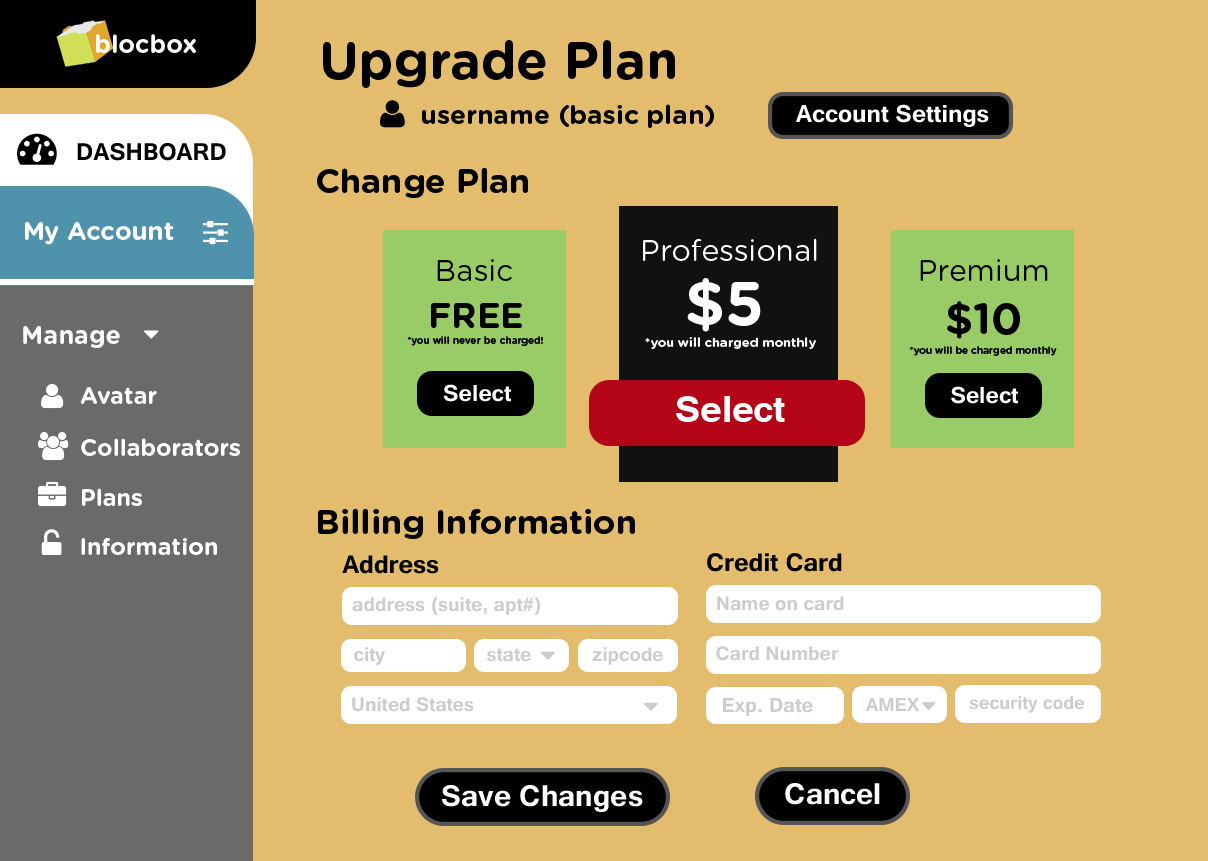 blocbox
DASHBOARD
My Account
Manage
Avatar
Collaborators
Plans
Information
Upgrade Plan
username (basic plan)
Account Settings
Change Plan
Basic
FREE
*you will never be charged!
Select
Professional
$5
*you will charged monthly
Select
Premium
$10
*you will be charged monthly
Select
Billing Information
Address
address (suite, apt#)
city
state
zipcode
United States
Credit Card
Name on card
Card Number
Exp. Date
AMEX
security code
Save Changes
Cancel